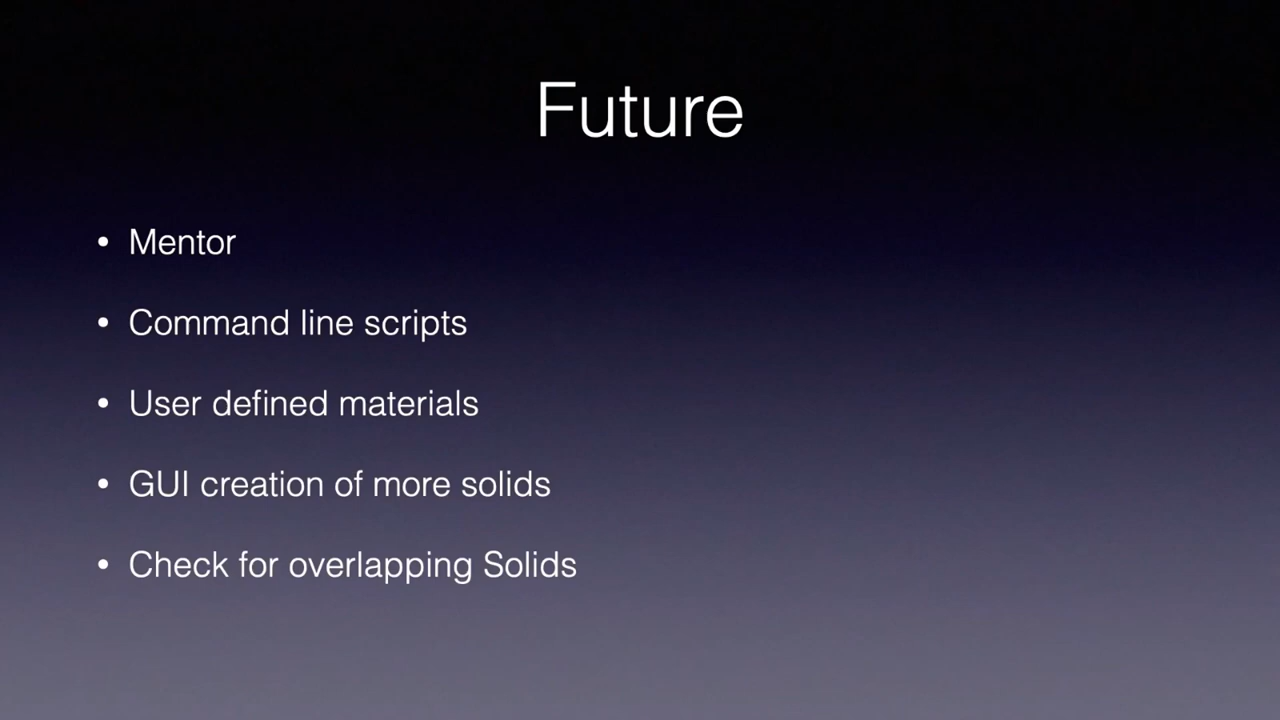 Future
• Mentor
• Command line scripts
• User defined materials
• GUI creation of more solids
• Check for overlapping Solids